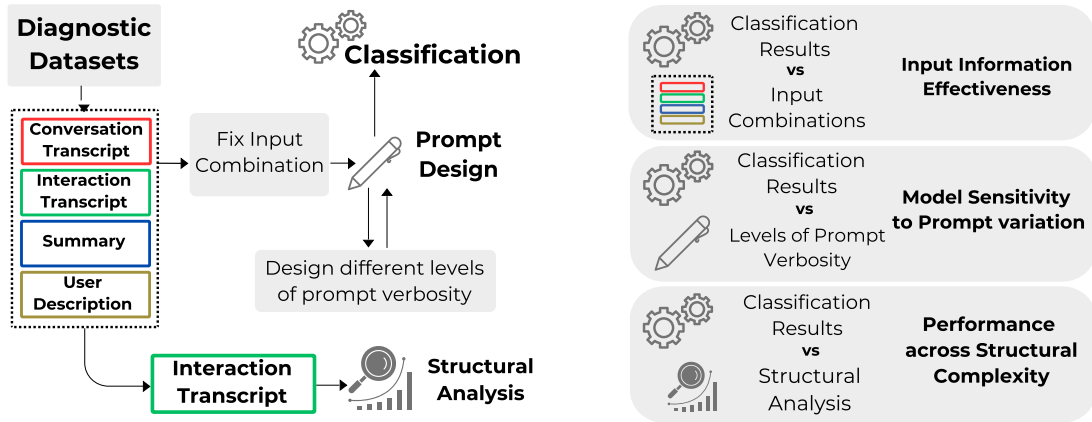 Diagnostic
Datasets
Conversation
Transcript
Interaction
Transcript
Summary
User
Description
Fix Input
Combination
Classification
Prompt
Design
Design different levels
of prompt verbosity
Interaction
Transcript
Structural
Analysis
Classification
Results
vs
Input
Combinations
Input Information
Effectiveness
Classification
Results
vs
Levels of Prompt
Verbosity
Model Sensitivity
to Prompt variation
Classification
Results
vs
Structural
Analysis
Performance
across Structural
Complexity